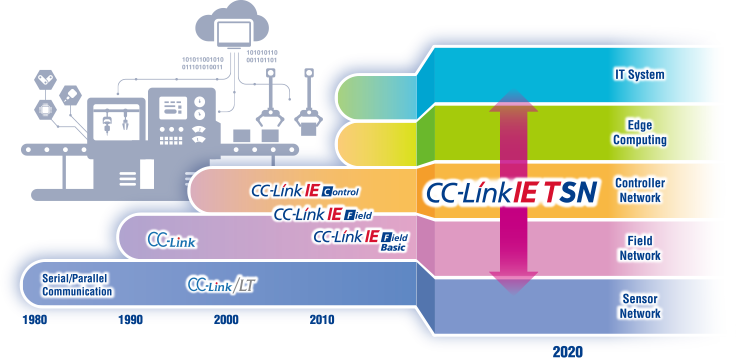 101011001010
011101010011
101010110
001101101
IT System
Edge
Computing
CC-Link IE Control
CC-Link IE TSN
Controller
Network
CC-Link IE Field
CC-Link
CC-Link IE Field
Basic
Field
Network
Serial/Parallel
Communication
CC-Link/LT
Sensor
Network
1980
1990
2000
2010
2020